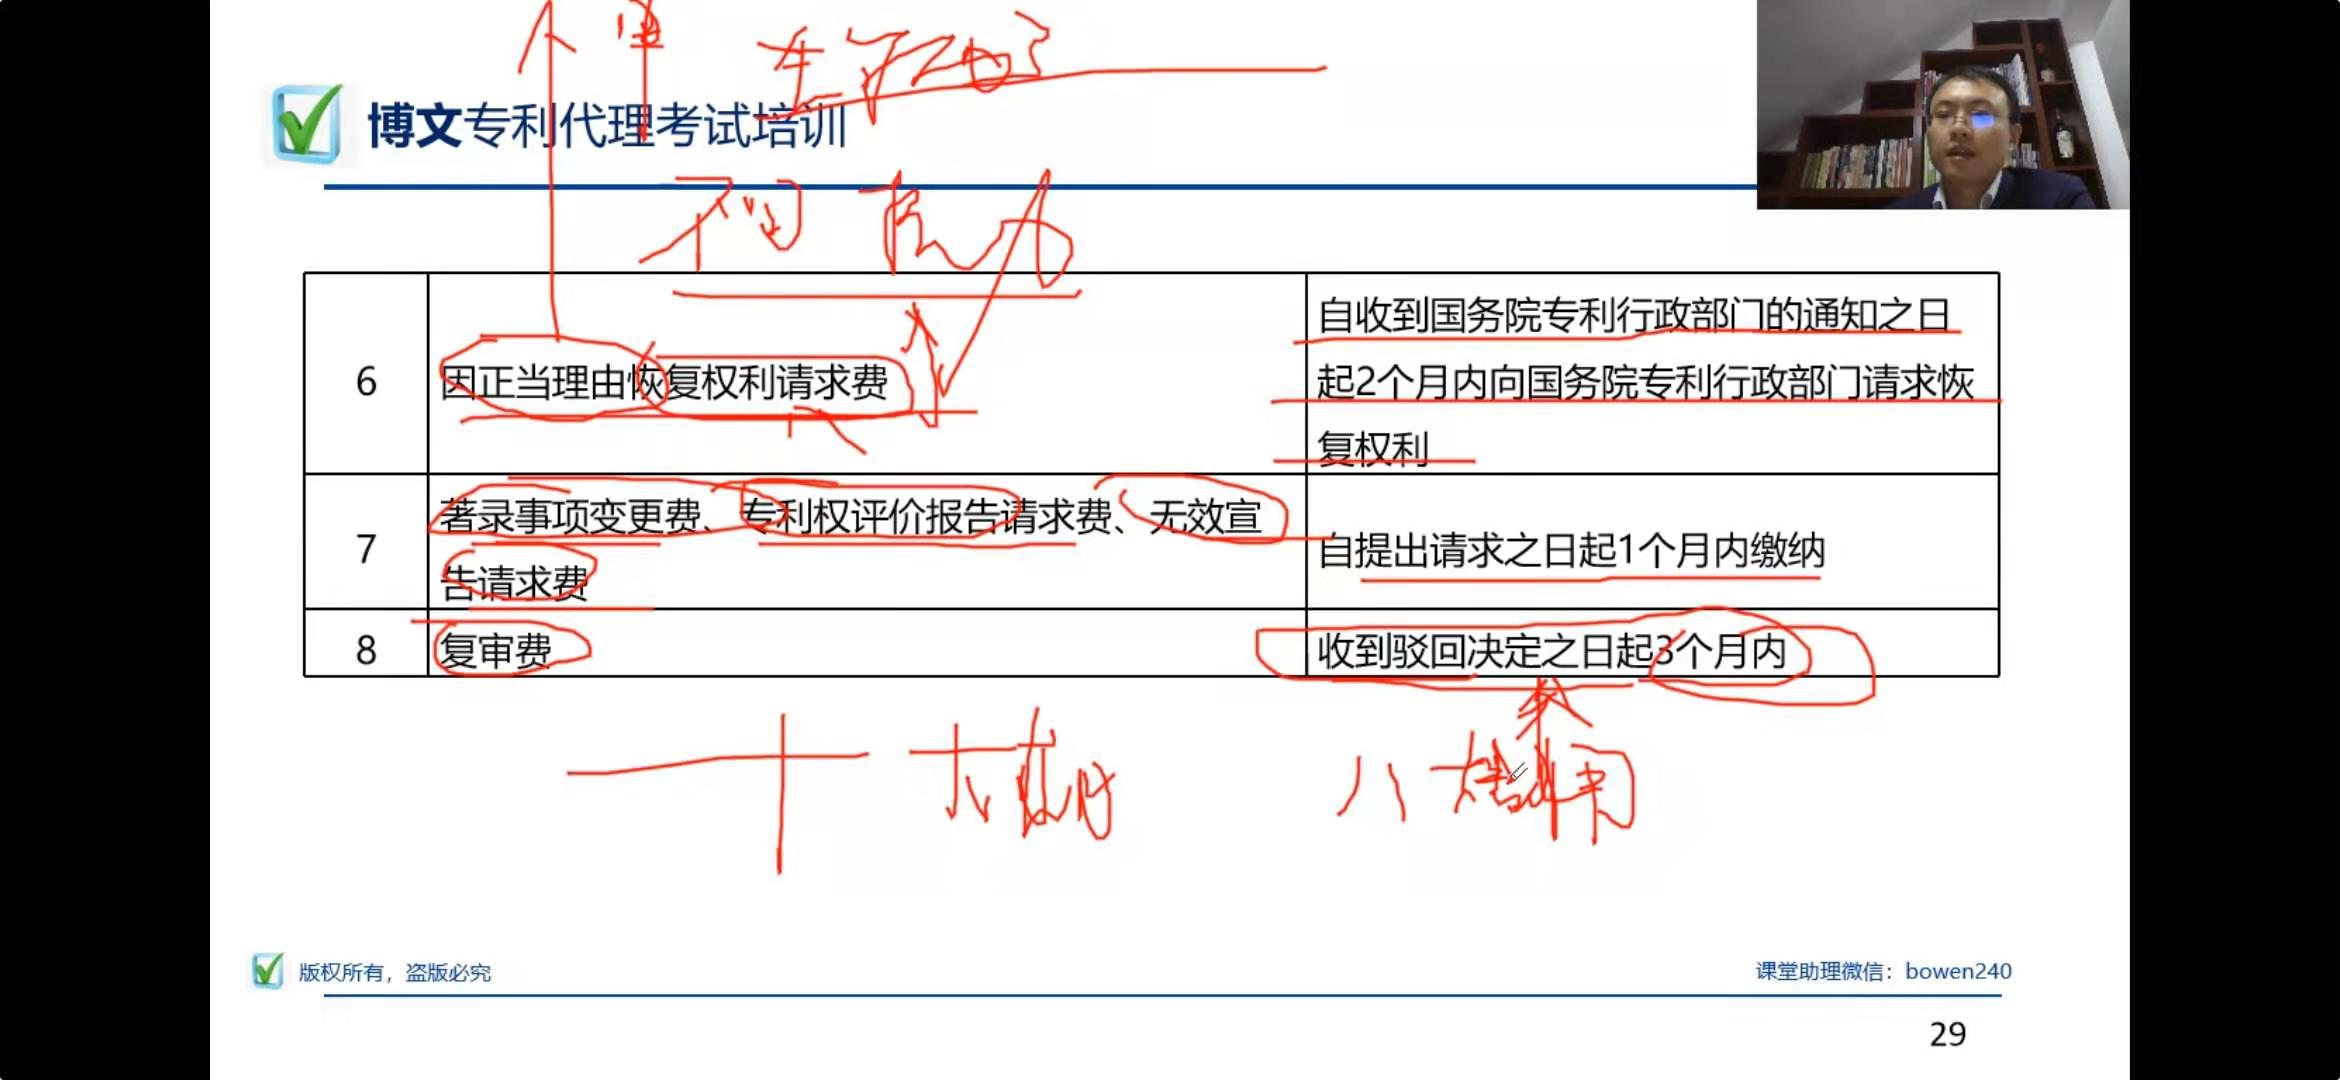 博文专利代理考试培训
6
因正当理由恢复权利请求费
自收到国务院专利行政部门的通知之日
起2个月内向国务院专利行政部门请求恢
复权利
7
著录事项变更费、专利权评价报告请求费、无效宣
告请求费
自提出请求之日起1个月内缴纳
8
复审费
收到驳回决定之日起3个月内
版权所有，盗版必究
课堂助理微信：bowen240
29